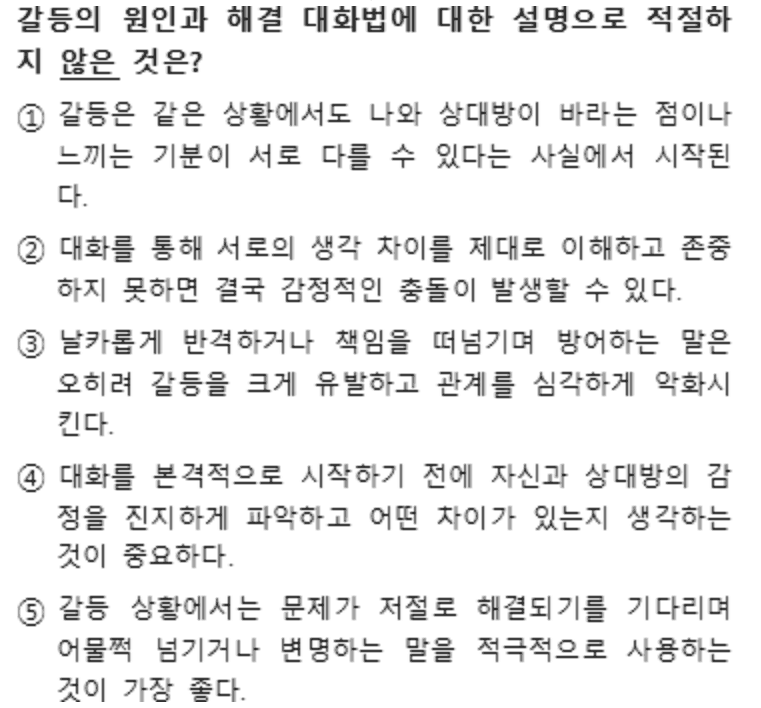 갈등의 원인과 해결 대화법에 대한 설명으로 적절하
지 않은 것은?
① 갈등은 같은 상황에서도 나와 상대방이 바라는 점이나
느끼는 기분이 서로 다를 수 있다는 사실에서 시작된
다.
② 대화를 통해 서로의 생각 차이를 제대로 이해하고 존중
하지 못하면 결국 감정적인 충돌이 발생할 수 있다.
③ 날카롭게 반격하거나 책임을 떠넘기며 방어하는 말은
오히려 갈등을 크게 유발하고 관계를 심각하게 악화시
킨다.
④ 대화를 본격적으로 시작하기 전에 자신과 상대방의 감
정을 진지하게 파악하고 어떤 차이가 있는지 생각하는
것이 중요하다.
⑤ 갈등 상황에서는 문제가 저절로 해결되기를 기다리며
어물쩍 넘기거나 변명하는 말을 적극적으로 사용하는
것이 가장 좋다.